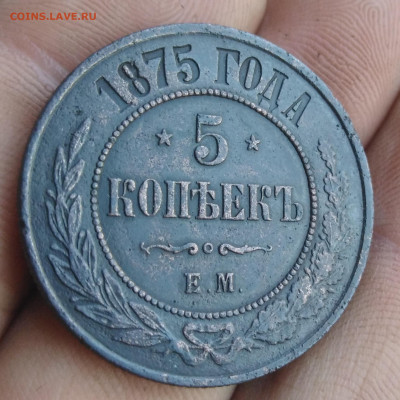 COINS.LAVE.RU
1875 ГОДА
5
КОПѢЕКЪ
Е.М.